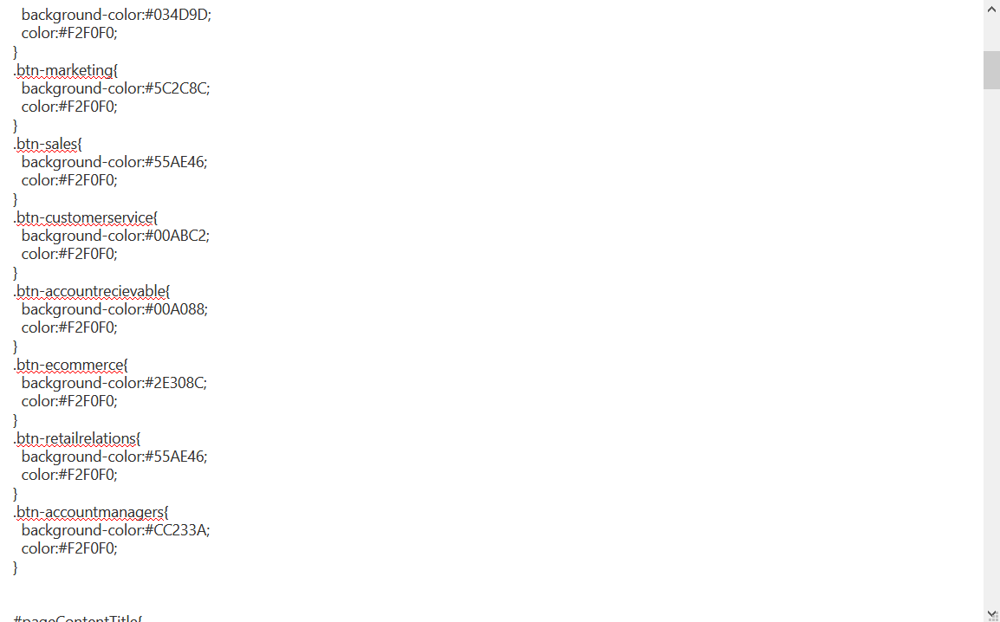 background-color:#034D9D;
color:#F2F0F0;
}
.btn-marketing{
background-color:#5C2C8C;
color:#F2F0F0;
}
.btn-sales{
background-color:#55AE46;
color:#F2F0F0;
}
.btn-customerservice{
background-color:#00ABC2;
color:#F2F0F0;
}
.btn-accountrecievable{
background-color:#00A088;
color:#F2F0F0;
}
.btn-ecommerce{
background-color:#2E308C;
color:#F2F0F0;
}
.btn-retailrelations{
background-color:#55AE46;
color:#F2F0F0;
}
.btn-accountmanagers{
background-color:#CC233A;
color:#F2F0F0;
}
#pageContentTitle{